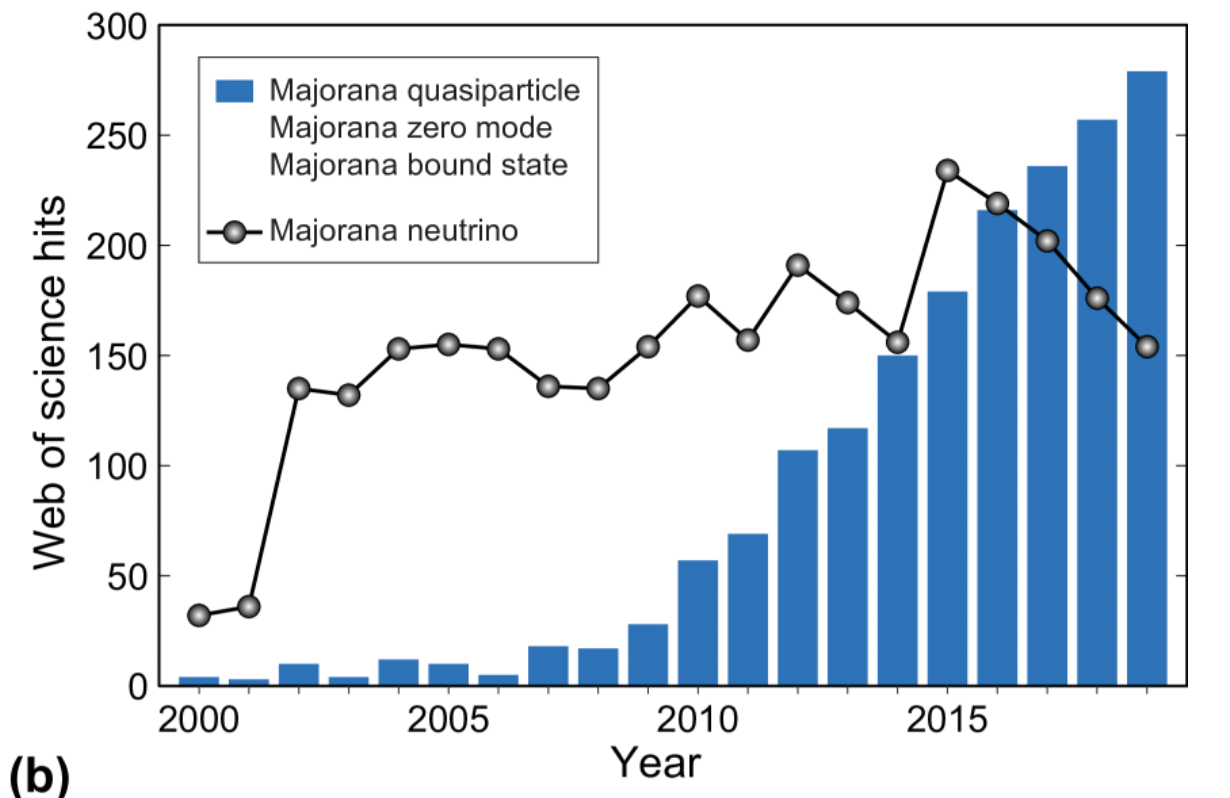 300
250
200
150
100
50
0
Web of science hits
Majorana quasiparticle
Majorana zero mode
Majorana bound state
Majorana neutrino
2000 2005 2010 2015
Year
(b)